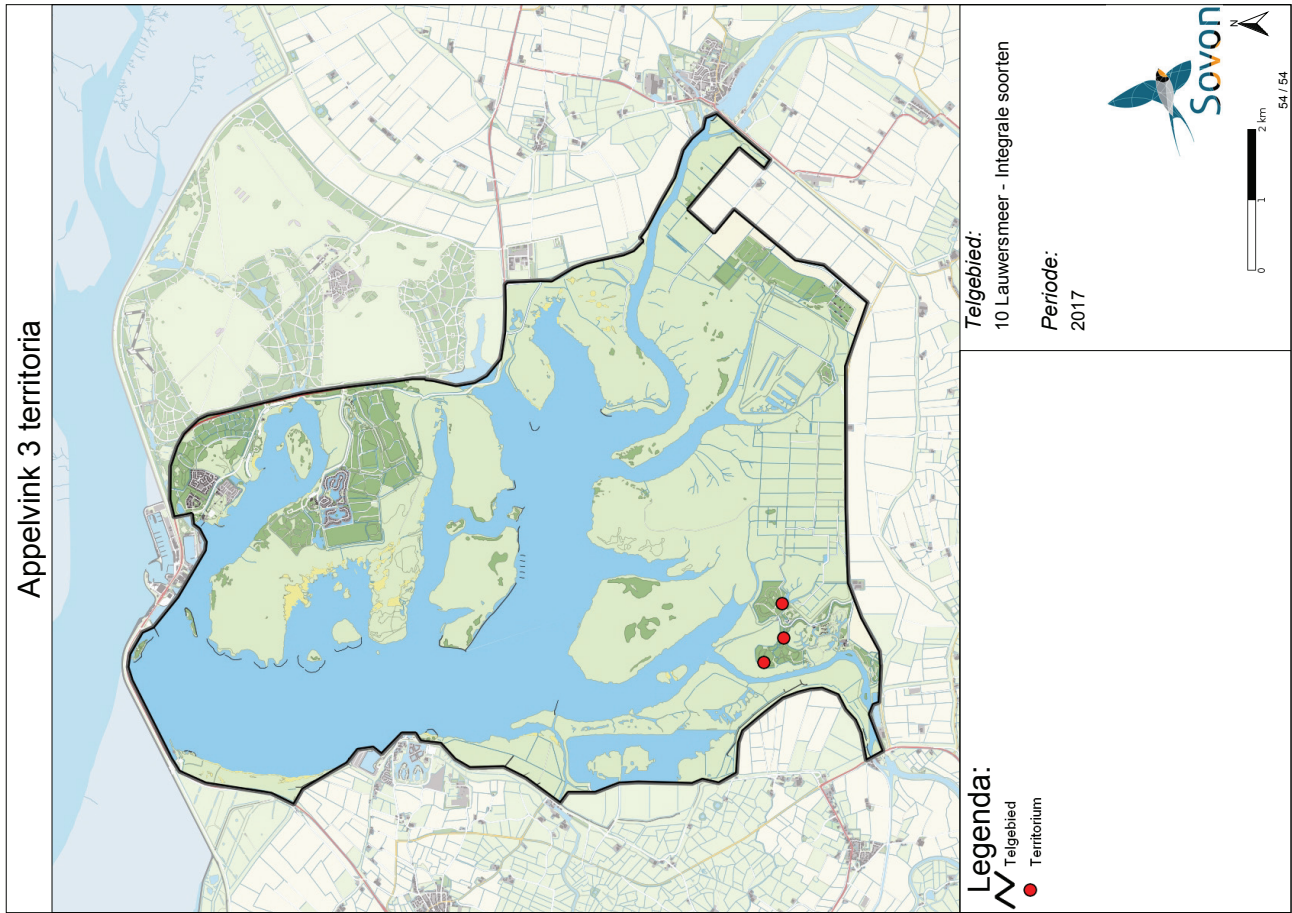 Appelvink 3 territoria
Legenda:
Telgebied
Territorium
Telgebied:
10 Lauwersmeer - Integrale soorten
Periode:
2017
Sovon
N
0 1 2 km
54 / 54